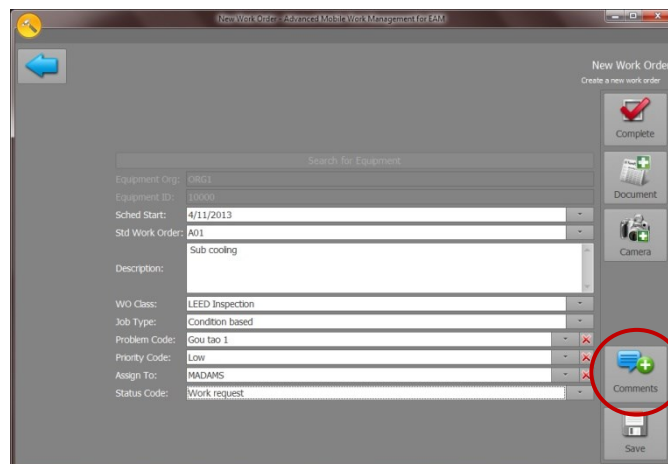 New Work Order - Advanced Mobile Work Management for EAM
New Work Order
Create a new work order
Complete
Document
Camera
Search for Equipment
Equipment Org: ORG1
Equipment ID: 10000
Sched Start: 4/11/2013
Std Work Order: A01
Description: Sub cooling
WO Class: LEED Inspection
Job Type: Condition based
Problem Code: Gou tao 1
Priority Code: Low
Assign To: MADAMS
Status Code: Work request
Comments
Save